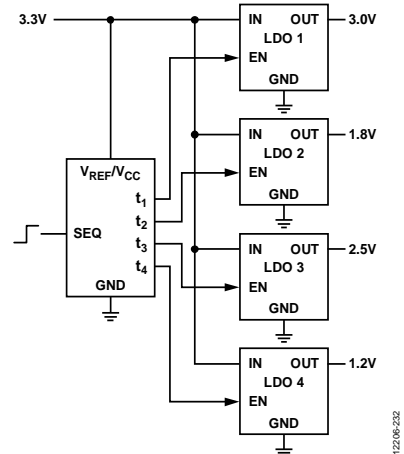 3.3V
IN OUT
3.0V
LDO 1
EN
GND
IN OUT
1.8V
LDO 2
EN
GND
VREF/VCC
t1
t2
t3
t4
SEQ
GND
IN OUT
2.5V
LDO 3
EN
GND
IN OUT
1.2V
LDO 4
EN
GND
12206-232